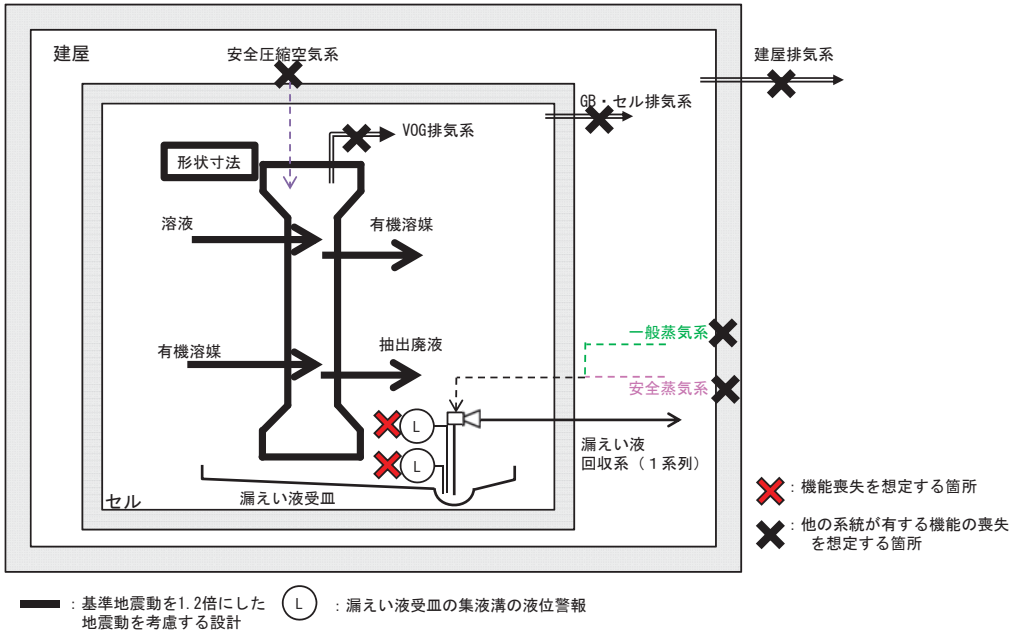 建屋
安全圧縮空気系
建屋排気系
GB・セル排気系
VOG排気系
形状寸法
溶液
有機溶媒
有機溶媒
抽出廃液
一般蒸気系
安全蒸気系
L
L
漏えい液
回収系（１系列）
漏えい液受皿
セル
：機能喪失を想定する箇所
：他の系統が有する機能の喪失
を想定する箇所
：基準地震動を1.2倍にした
地震動を考慮する設計
L
：漏えい液受皿の集液溝の液位警報